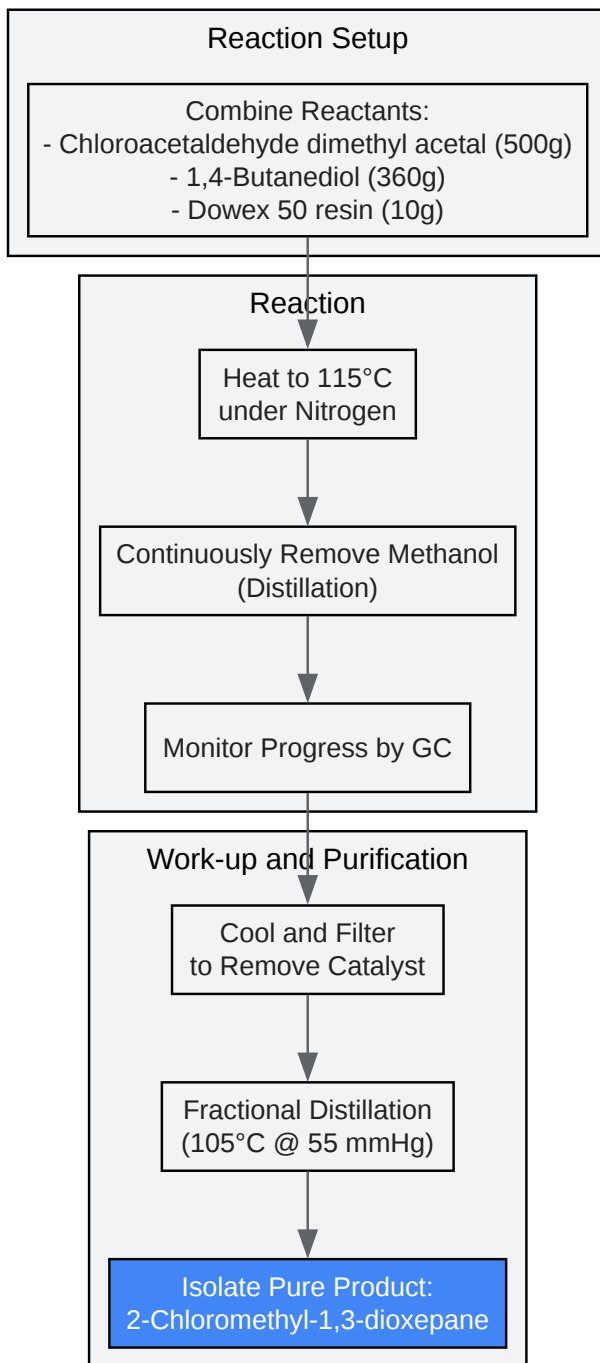 Reaction Setup
Combine Reactants:
- Chloroacetaldehyde dimethyl acetal (500g)
- 1,4-Butanediol (360g)
- Dowex 50 resin (10g)
Reaction
Heat to 115°C
under Nitrogen
Continuously Remove Methanol
(Distillation)
Monitor Progress by GC
Work-up and Purification
Cool and Filter
to Remove Catalyst
Fractional Distillation
(105°C @ 55 mmHg)
Isolate Pure Product:
2-Chloromethyl-1,3-dioxepane